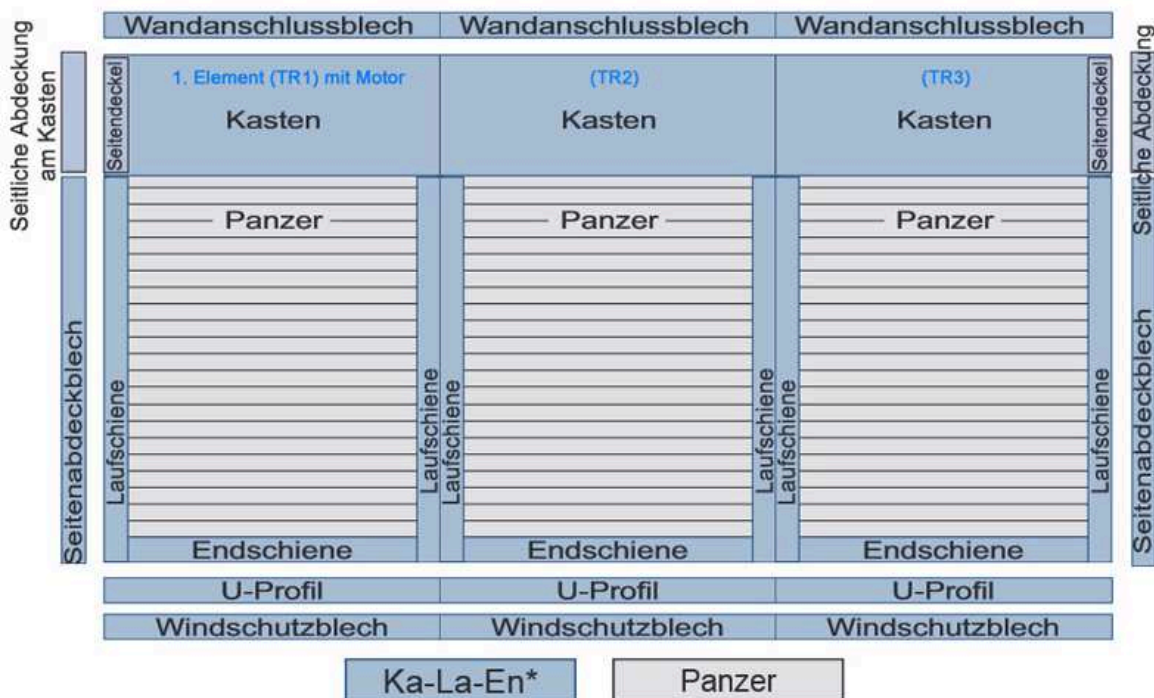 Wandanschlussblech Wandanschlussblech Wandanschlussblech
Seitliche Abdeckung
am Kasten
Seitendeckel
1. Element (TR1) mit Motor
Kasten
(TR2)
Kasten
(TR3)
Kasten
Seitendeckel
Seitliche Abdeckung
Panzer Panzer Panzer
Seitenabdeckblech
Laufschiene
Laufschiene
Laufschiene
Laufschiene
Laufschiene
Laufschiene
Seitenabdeckblech
Endschiene Endschiene Endschiene
U-Profil U-Profil U-Profil
Windschutzblech Windschutzblech Windschutzblech
Ka-La-En*
Panzer